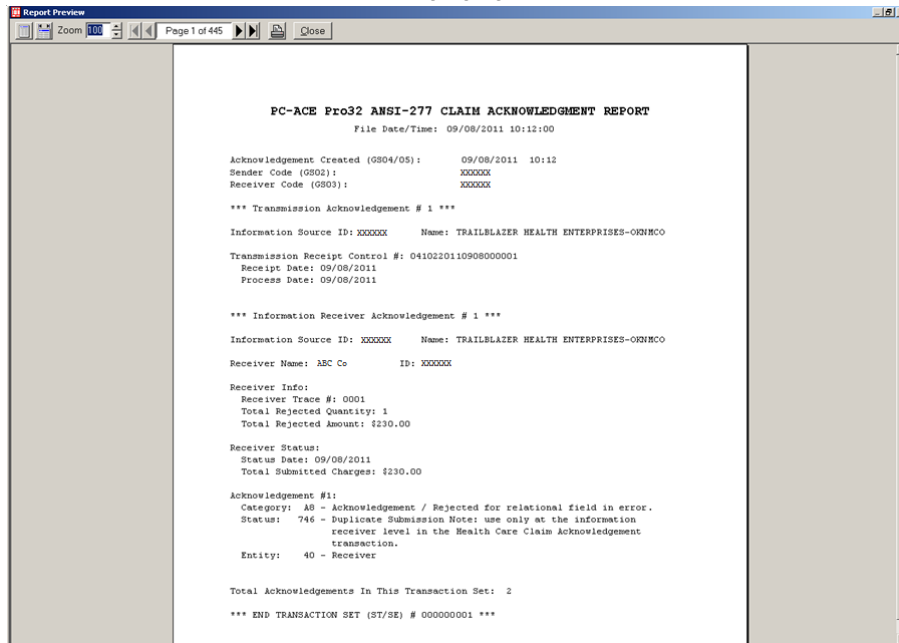 Report Preview
Zoom 100 Page 1 of 445 Close
PC-ACE Pro32 ANSI-277 CLAIM ACKNOWLEDGMENT REPORT
File Date/Time: 09/08/2011 10:12:00
Acknowledgement Created (GS04/05): 09/08/2011 10:12
Sender Code (GS02): XXXXXX
Receiver Code (GS03): XXXXXX
*** Transmission Acknowledgement # 1 ***
Information Source ID: XXXXXX Name: TRAILBLAZER HEALTH ENTERPRISES-OKNMCO
Transmission Receipt Control #: 0410220110908000001
Receipt Date: 09/08/2011
Process Date: 09/08/2011
*** Information Receiver Acknowledgement # 1 ***
Information Source ID: XXXXXX Name: TRAILBLAZER HEALTH ENTERPRISES-OKNMCO
Receiver Name: ABC Co ID: XXXXXX
Receiver Info:
Receiver Trace #: 0001
Total Rejected Quantity: 1
Total Rejected Amount: $230.00
Receiver Status:
Status Date: 09/08/2011
Total Submitted Charges: $230.00
Acknowledgement #1:
Category: A8 - Acknowledgement / Rejected for relational field in error.
Status: 746 - Duplicate Submission Note: use only at the information
receiver level in the Health Care Claim Acknowledgement
transaction.
Entity: 40 - Receiver
Total Acknowledgements In This Transaction Set: 2
*** END TRANSACTION SET (ST/SE) # 000000001 ***